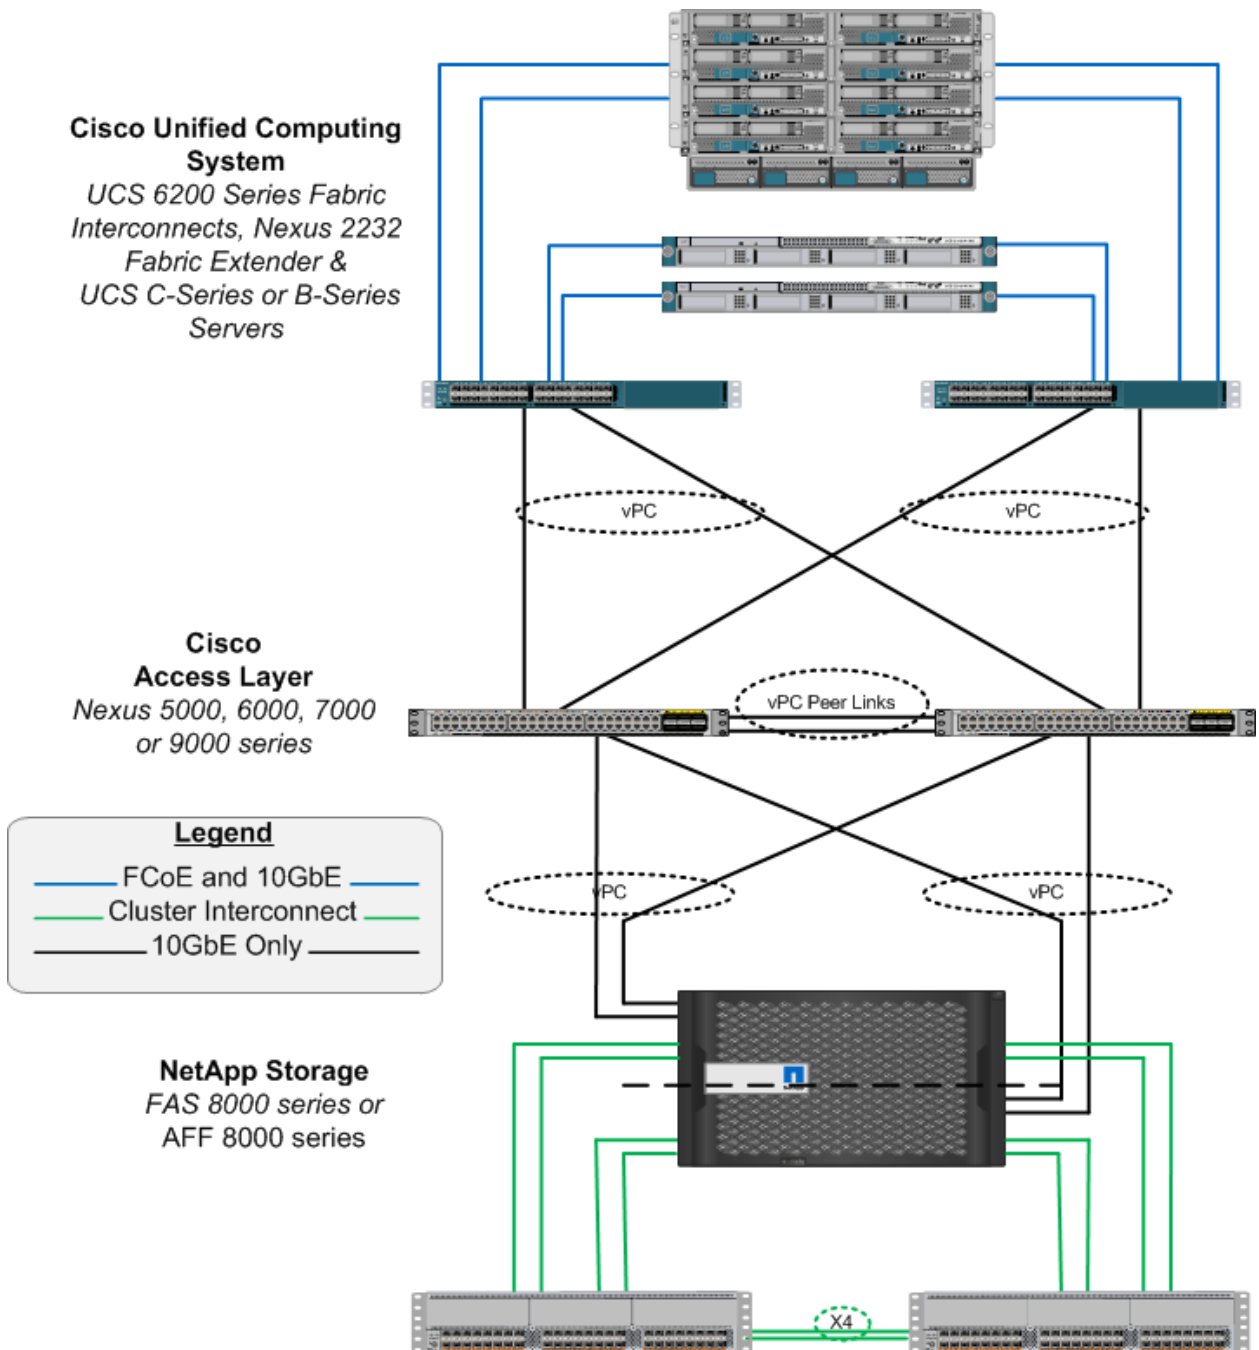 Cisco Unified Computing
System
UCS 6200 Series Fabric
Interconnects, Nexus 2232
Fabric Extender &
UCS C-Series or B-Series
Servers
vPC
vPC
Cisco
Access Layer
Nexus 5000, 6000, 7000
or 9000 series
vPC Peer Links
Legend
FCoE and 10GbE
Cluster Interconnect
10GbE Only
vPC
vPC
NetApp Storage
FAS 8000 series or
AFF 8000 series
X4